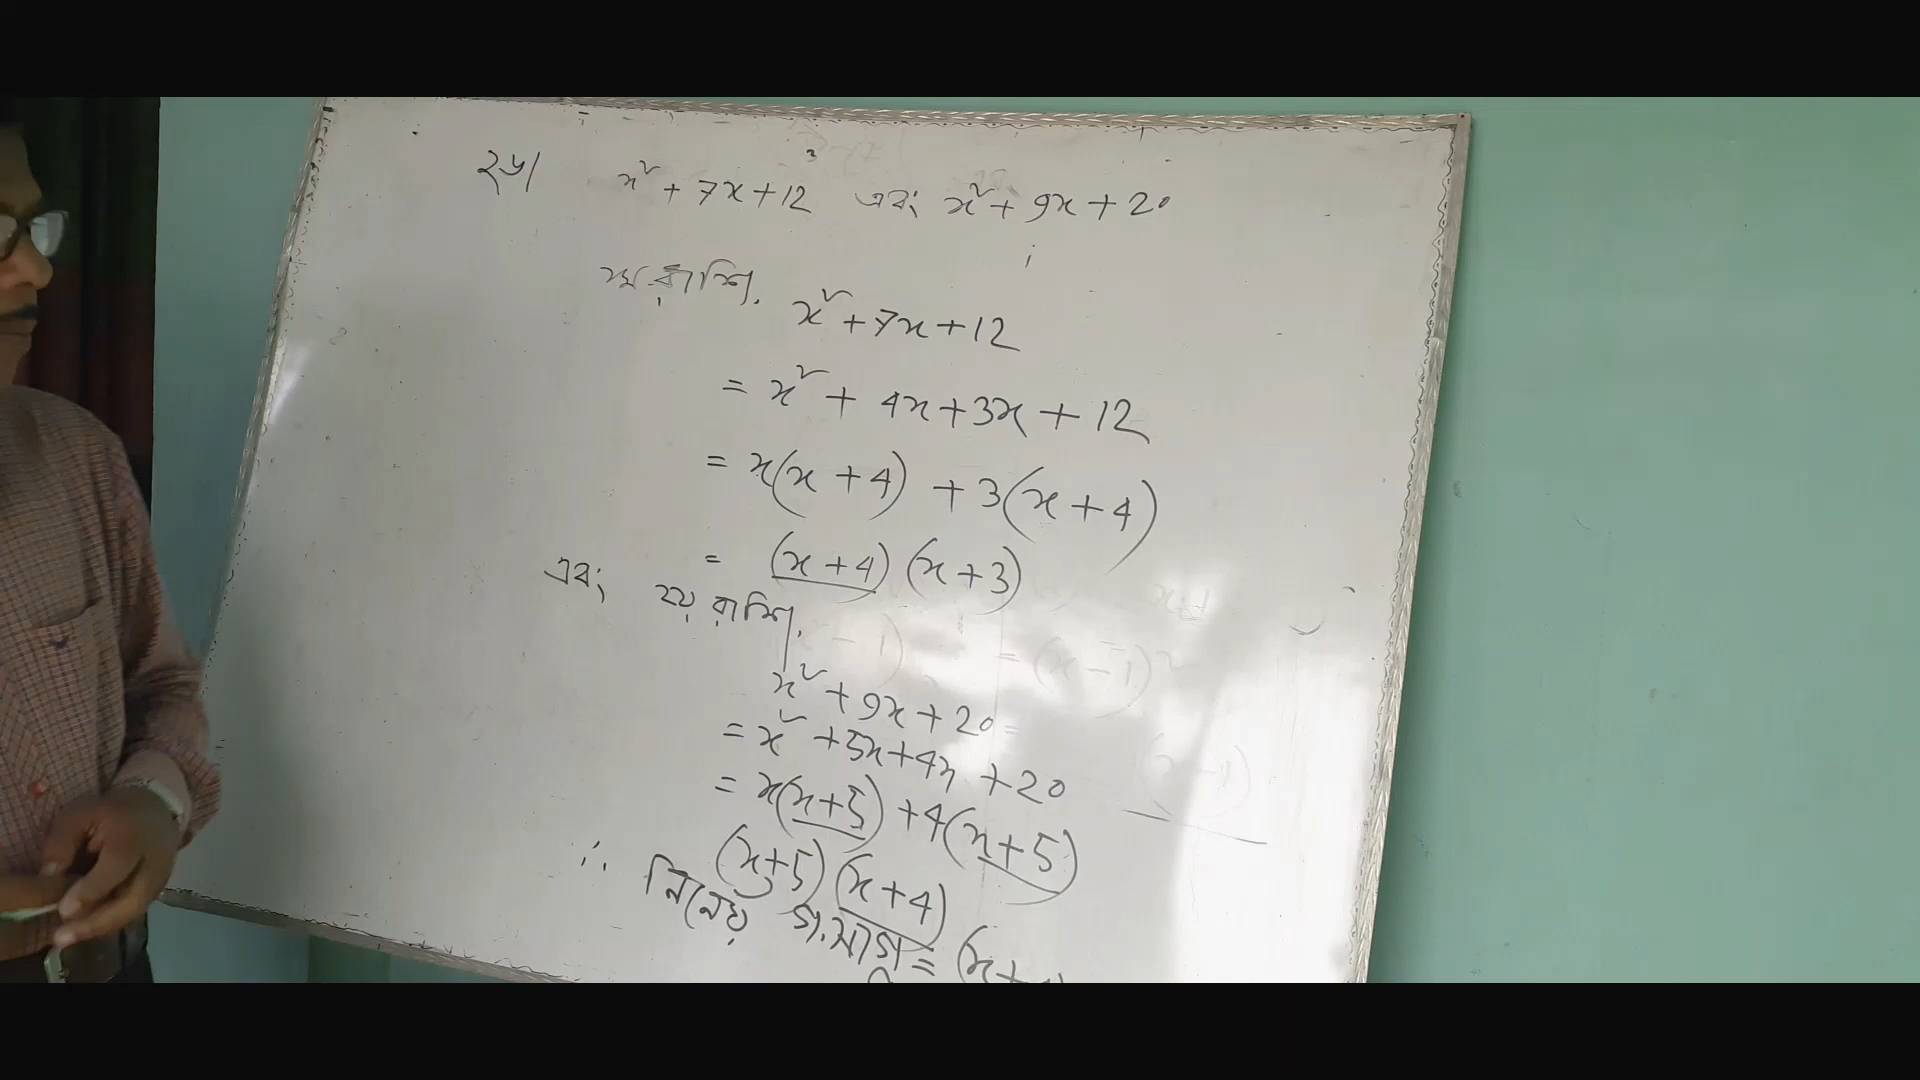 ২৬। x² + 7x + 12 এবং x² + 9x + 20
১ম রাশি, x² + 7x + 12
= x² + 4x + 3x + 12
= x(x + 4) + 3(x + 4)
= (x + 4) (x + 3)
এবং ২য় রাশি,
x² + 9x + 20
= x² + 5x + 4x + 20
= x(x + 5) + 4(x + 5)
(x + 5) (x + 4)
∴ নির্নেয় গ.সাগু = (x +